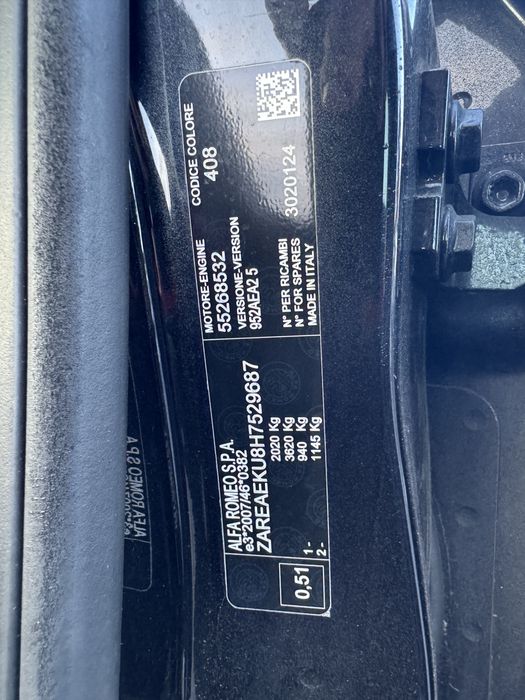 ALFA ROMEO S.P.A.
e3*2007/46*0382
ZAREAEKU8H7529687
2020 Kg
3620 Kg
1- 940 Kg
2- 1145 Kg
0,51
MOTORE-ENGINE
55268532
VERSIONE-VERSION
952AEA2 5
N° PER RICAMBI
N° FOR SPARES
3020124
MADE IN ITALY
CODICE COLORE
408